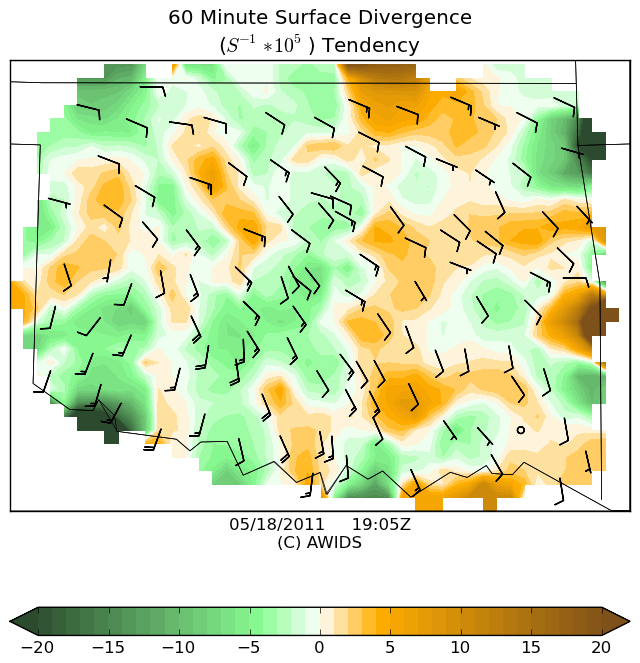 60 Minute Surface Divergence
(S⁻¹ *10⁵ ) Tendency
05/18/2011 19:05Z
(C) AWIDS
−20 −15 −10 −5 0 5 10 15 20